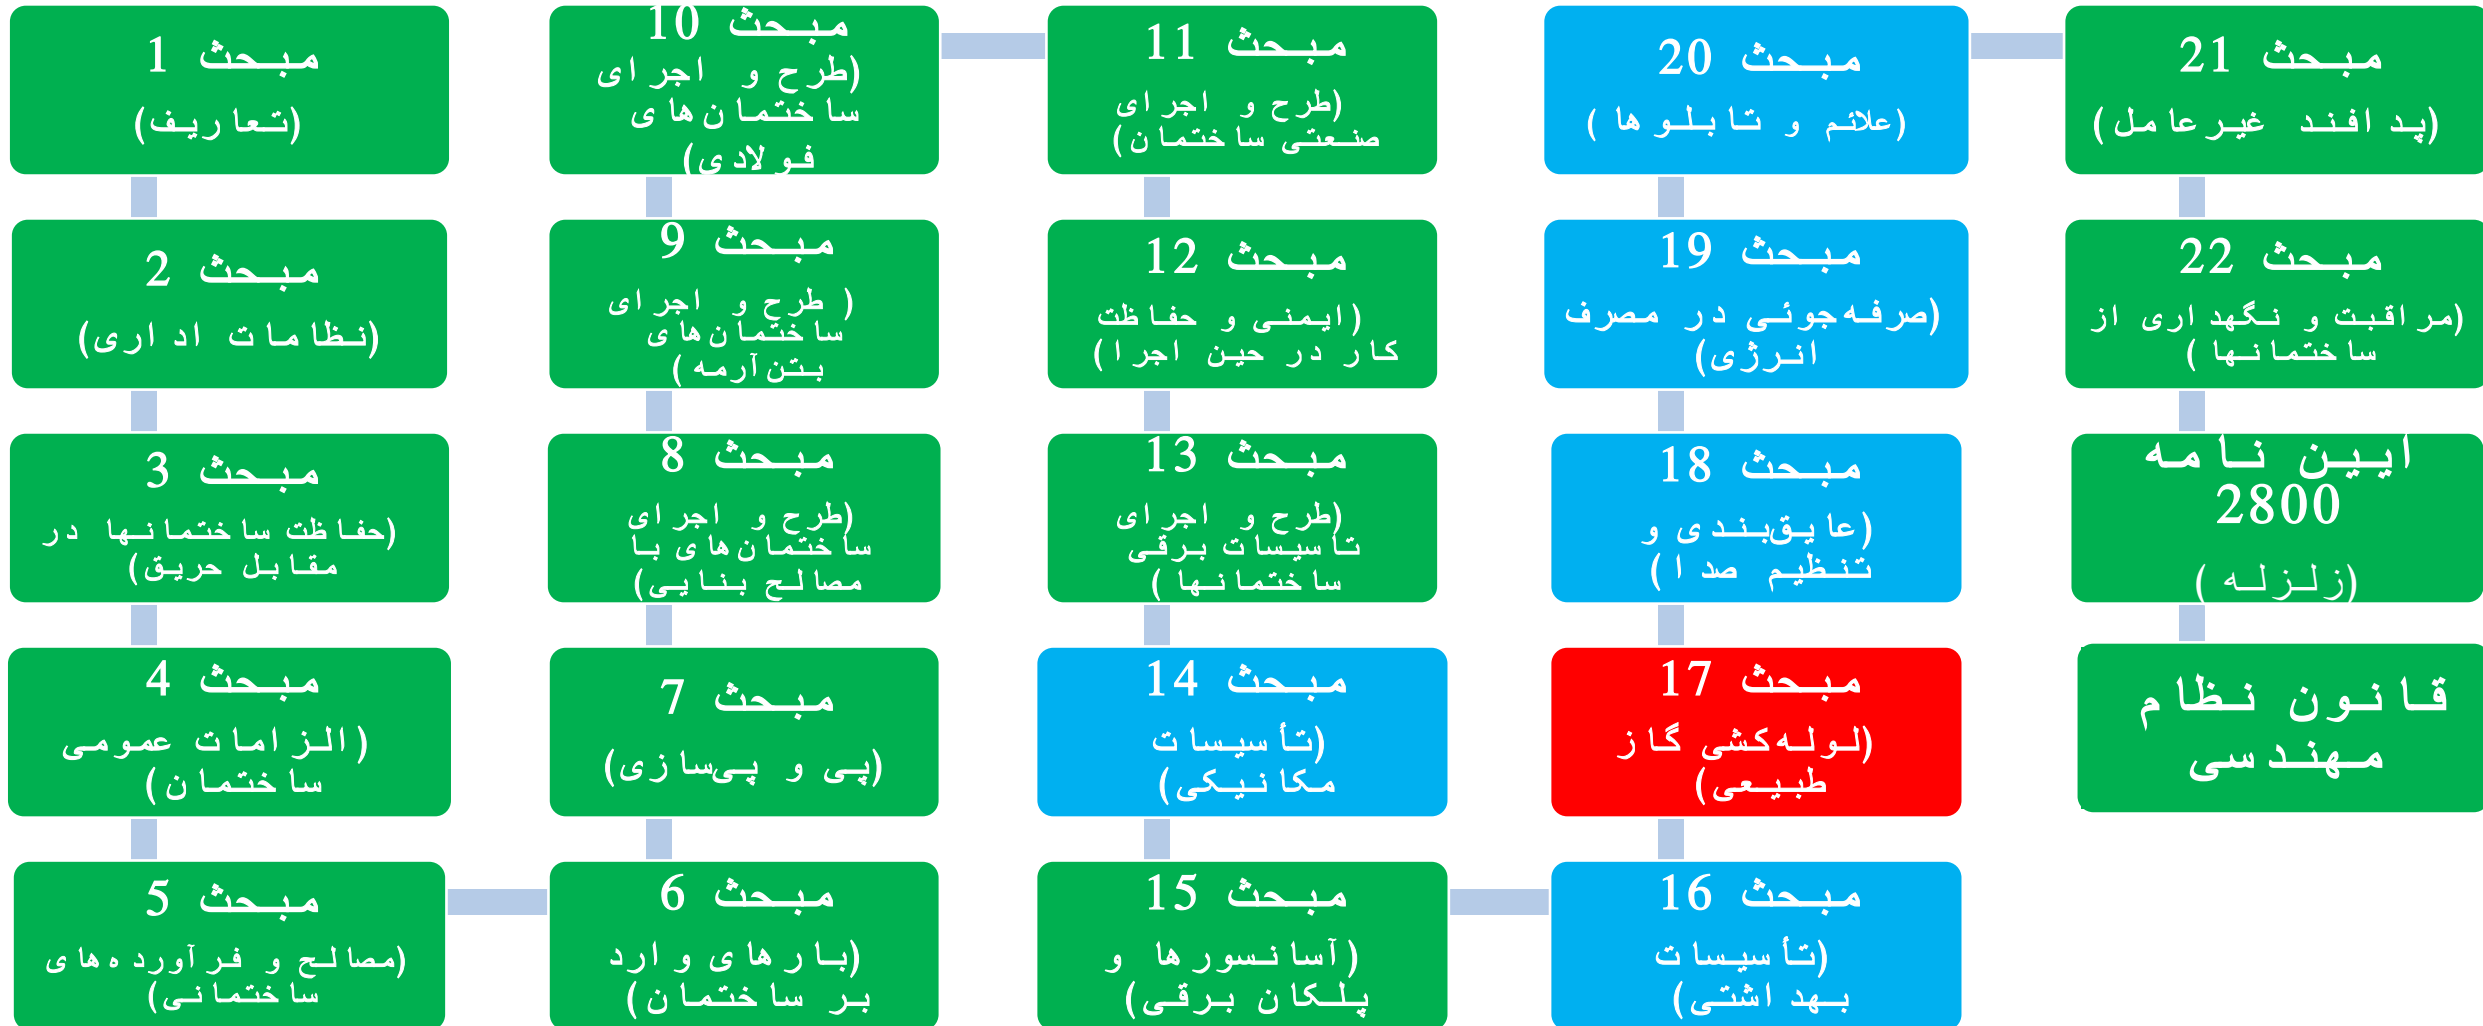 مبحث 1
(تعاریف)
مبحث 2
(نظامات اداری)
مبحث 3
(حفاظت ساختمانها در
مقابل حریق)
مبحث 4
(الزامات عمومی
ساختمان)
مبحث 5
(مصالح و فرآورده‌های
ساختمانی)
مبحث 6
(بارهای وارد
بر ساختمان)
مبحث 7
(پی و پی‌سازی)
مبحث 8
(طرح و اجرای
ساختمان‌های با
مصالح بنایی)
مبحث 9
( طرح و اجرای
ساختمان‌های
بتن‌آرمه)
مبحث 10
(طرح و اجرای
ساختمان‌های
فولادی)
مبحث 11
(طرح و اجرای
صنعتی ساختمان)
مبحث 12
(ایمنی و حفاظت
کار در حین اجرا)
مبحث 13
(طرح و اجرای
تاسیسات برقی
ساختمانها)
مبحث 14
(تأسیسات
مکانیکی)
مبحث 15
(آسانسورها و
پلکان برقی)
مبحث 16
(تأسیسات
بهداشتی)
مبحث 17
(لوله‌کشی گاز
طبیعی)
مبحث 18
(عایق‌بندی و
تنظیم صدا)
مبحث 19
(صرفه‌جوئی در مصرف
انرژی)
مبحث 20
(علائم و تابلوها)
مبحث 21
(پدافند غیرعامل)
مبحث 22
(مراقبت و نگهداری از
ساختمانها)
ایین نامه
2800
(زلزله)
قانون نظام
مهندسی